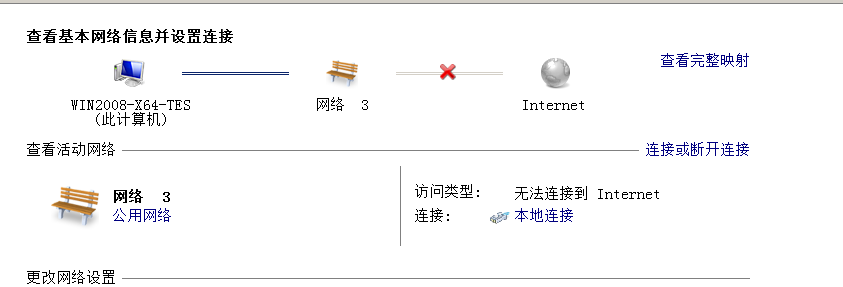 查看基本网络信息并设置连接
查看完整映射
WIN2008-X64-TES
(此计算机)
网络 3
Internet
查看活动网络
连接或断开连接
网络 3
公用网络
访问类型:
无法连接到 Internet
连接:
本地连接
更改网络设置